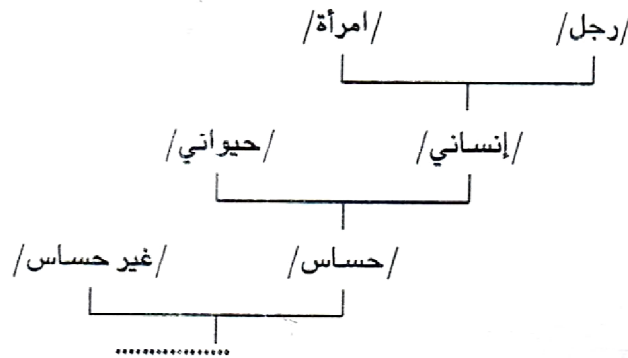 /رجل/ /امرأة/
/إنساني/ /حيواني/
/حساس/ /غير حساس/
....................